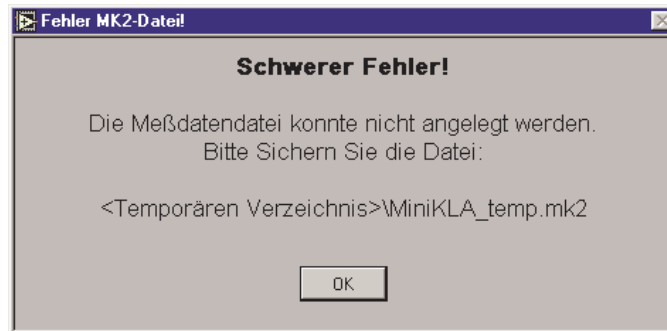 Fehler MK2-Datei!
Schwerer Fehler!
Die Meßdatendatei konnte nicht angelegt werden.
Bitte Sichern Sie die Datei:
<Temporären Verzeichnis>\MiniKLA_temp.mk2
OK